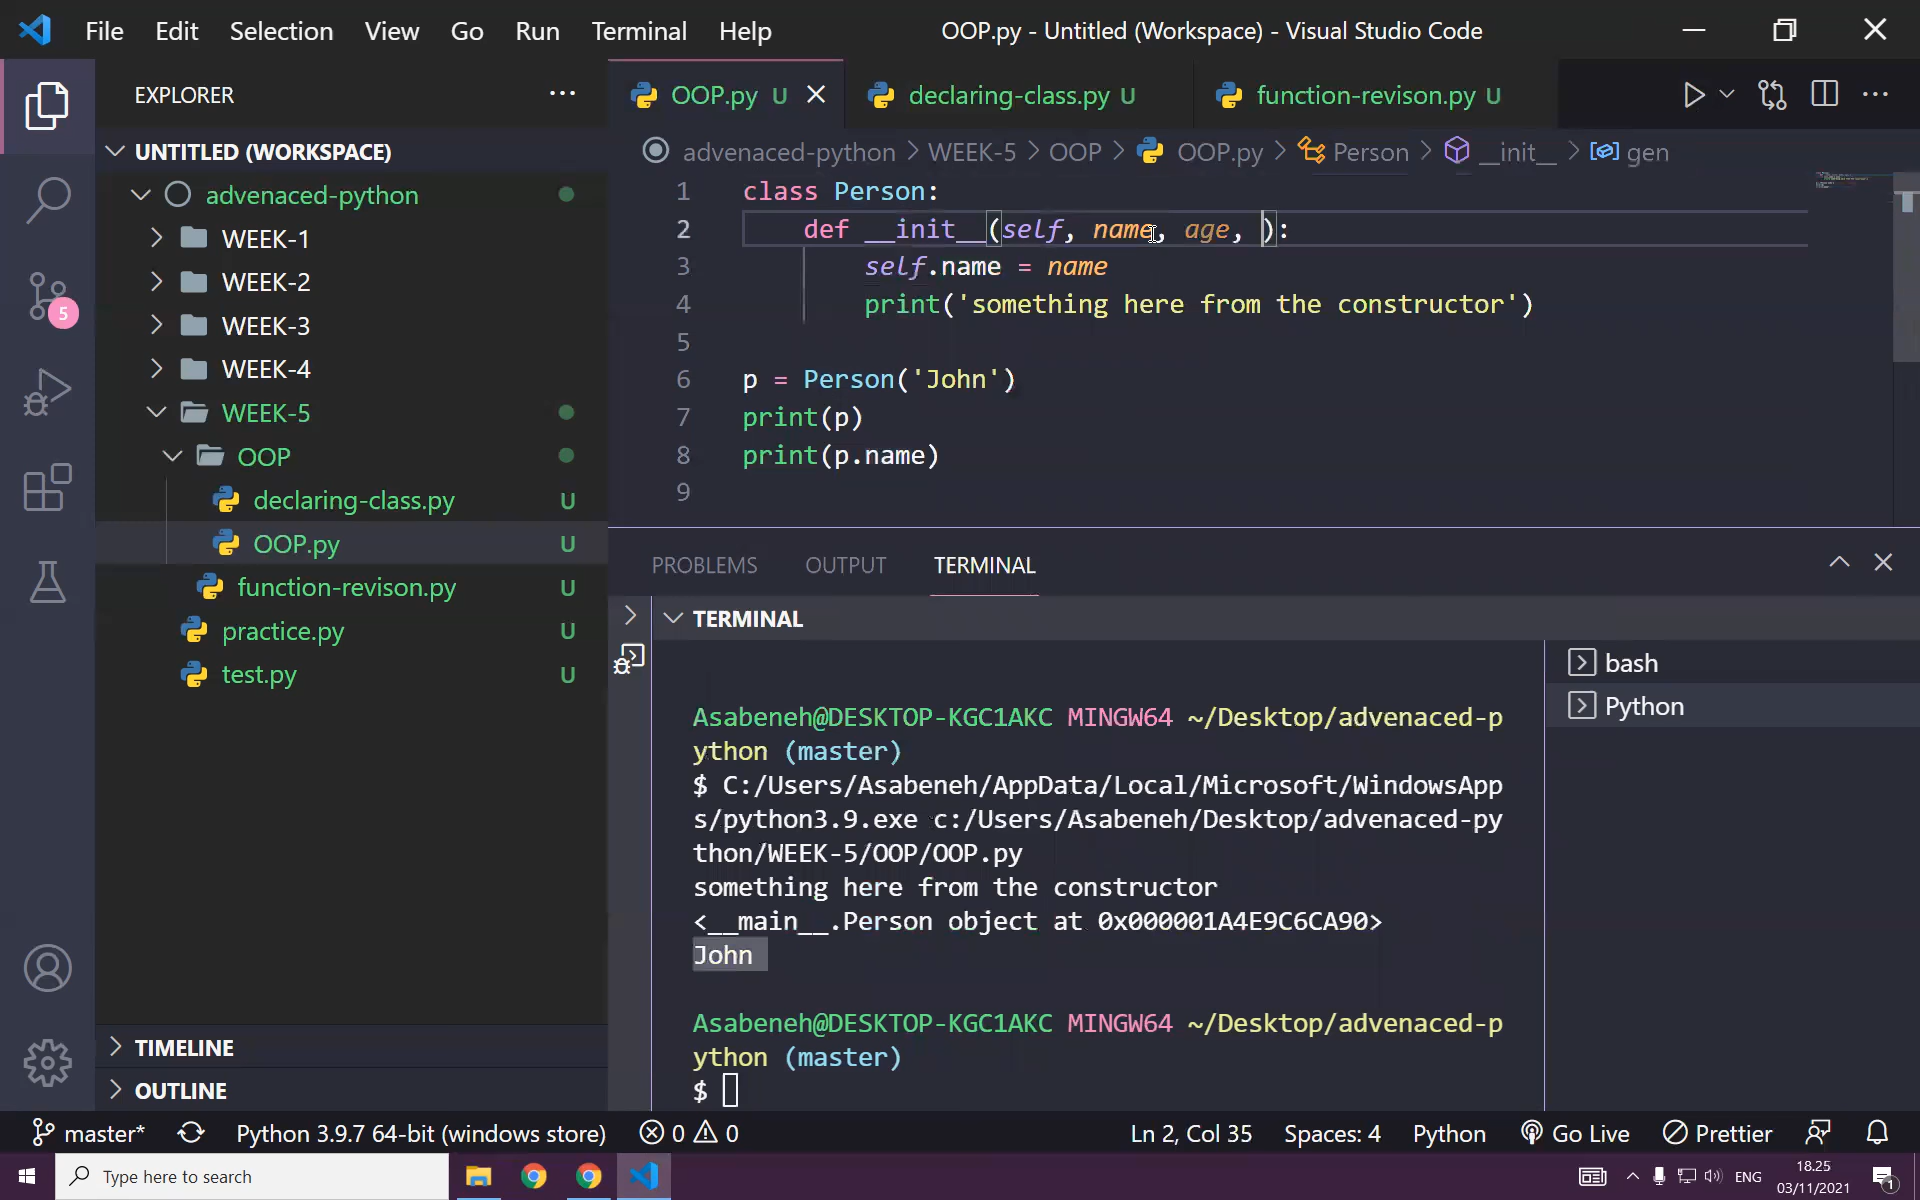 File Edit Selection View Go Run Terminal Help OOP.py - Untitled (Workspace) - Visual Studio Code
EXPLORER
UNTITLED (WORKSPACE)
advenaced-python
WEEK-1
WEEK-2
WEEK-3
WEEK-4
WEEK-5
OOP
declaring-class.py U
OOP.py U
function-revison.py U
practice.py U
test.py U
TIMELINE
OUTLINE
5
OOP.py U declaring-class.py U function-revison.py U
advenaced-python > WEEK-5 > OOP > OOP.py > Person > __init__ > gen
1 class Person:
2 def __init__(self, name, age, ):
3 self.name = name
4 print('something here from the constructor')
5
6 p = Person('John')
7 print(p)
8 print(p.name)
9
PROBLEMS OUTPUT TERMINAL
TERMINAL
Asabeneh@DESKTOP-KGC1AKC MINGW64 ~/Desktop/advenaced-p
ython (master)
$ C:/Users/Asabeneh/AppData/Local/Microsoft/WindowsApp
s/python3.9.exe c:/Users/Asabeneh/Desktop/advenaced-py
thon/WEEK-5/OOP/OOP.py
something here from the constructor
<__main__.Person object at 0x000001A4E9C6CA90>
John
Asabeneh@DESKTOP-KGC1AKC MINGW64 ~/Desktop/advenaced-p
ython (master)
$
bash
Python
master* Python 3.9.7 64-bit (windows store) 0 0 Ln 2, Col 35 Spaces: 4 Python Go Live Prettier
Type here to search
ENG
18.25
03/11/2021
1